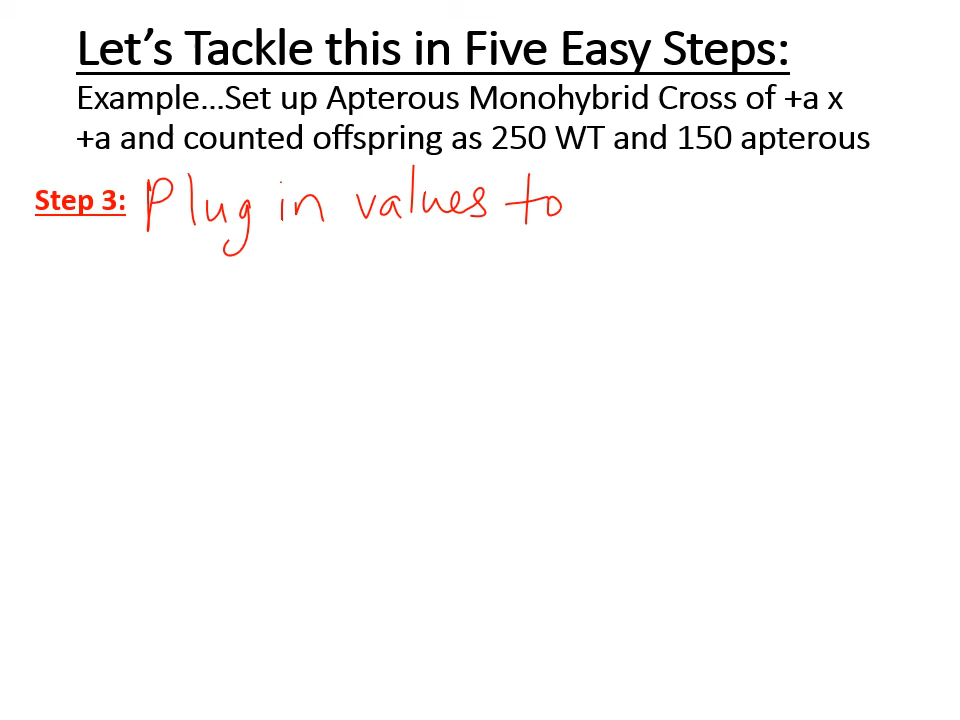 Let’s Tackle this in Five Easy Steps:
Example…Set up Apterous Monohybrid Cross of +a x
+a and counted offspring as 250 WT and 150 apterous
Step 3: Plug in values to